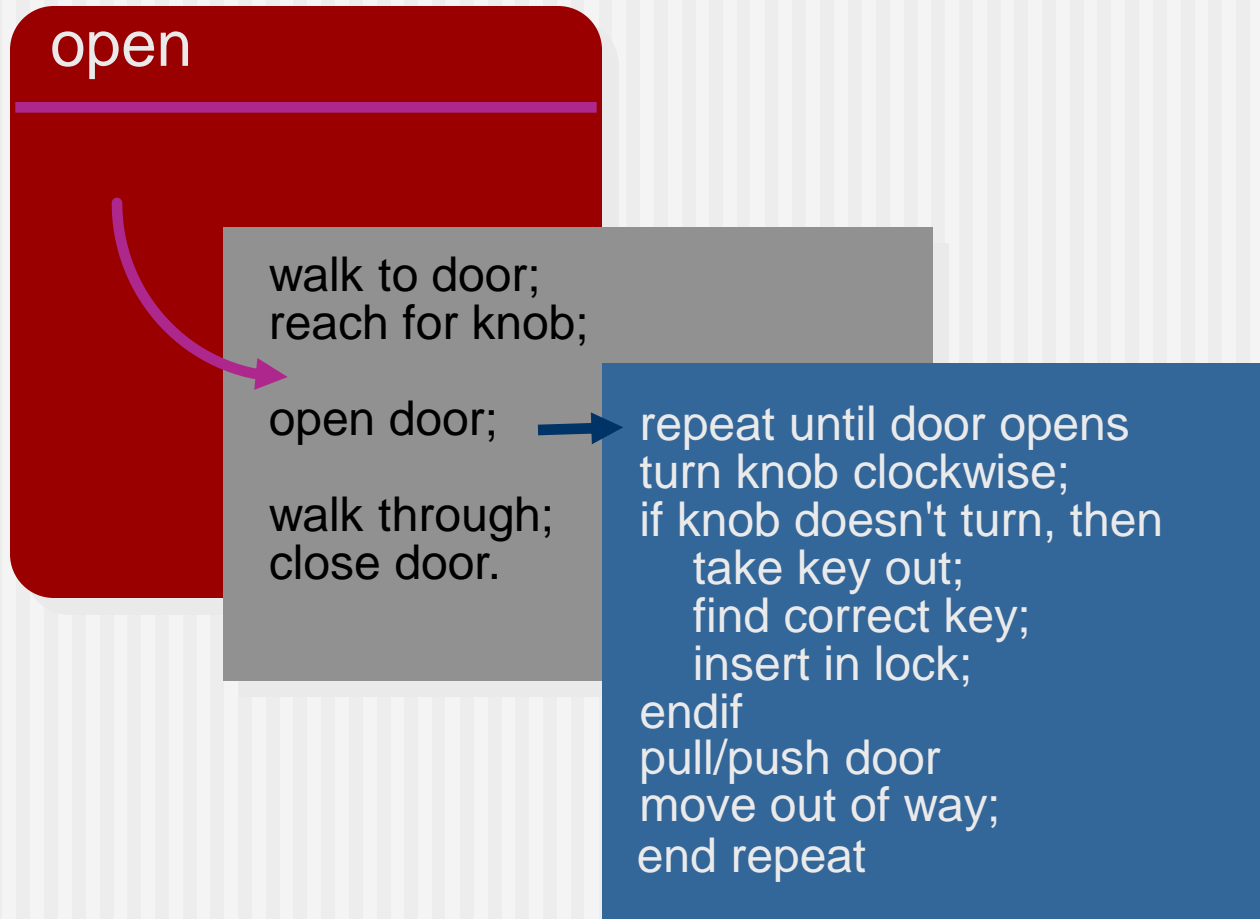 open
walk to door;
reach for knob;
open door;
walk through;
close door.
repeat until door opens
turn knob clockwise;
if knob doesn't turn, then
take key out;
find correct key;
insert in lock;
endif
pull/push door
move out of way;
end repeat